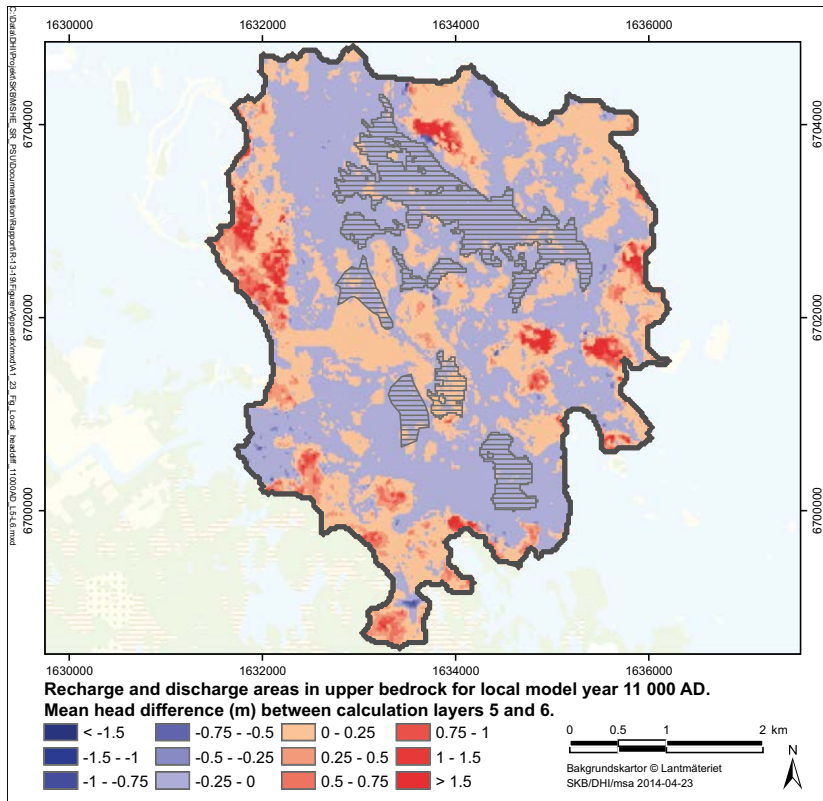 1630000 1632000 1634000 1636000
6704000 6704000
6702000 6702000
6700000 6700000
1630000 1632000 1634000 1636000
Recharge and discharge areas in upper bedrock for local model year 11 000 AD.
Mean head difference (m) between calculation layers 5 and 6.
< -1.5 -0.75 - -0.5 0 - 0.25 0.75 - 1
-1.5 - -1 -0.5 - -0.25 0.25 - 0.5 1 - 1.5
-1 - -0.75 -0.25 - 0 0.5 - 0.75 > 1.5
0 0.5 1 2 km
Bakgrundskartor © Lantmäteriet
SKB/DHI/msa 2014-04-23
N